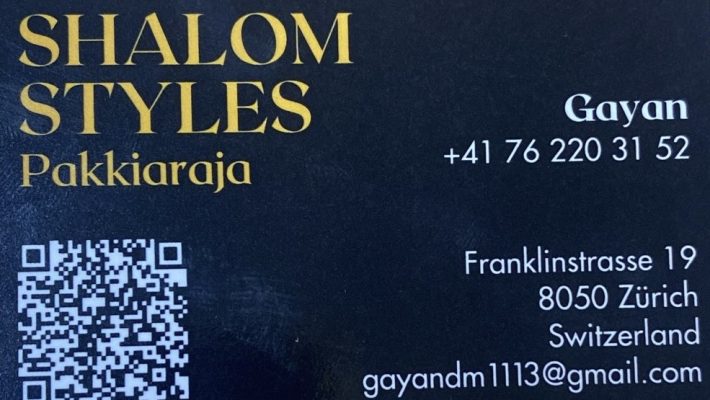 SHALOM
STYLES
Pakkiaraja
Gayan
+41 76 220 31 52
Franklinstrasse 19
8050 Zürich
Switzerland
gayandm1113@gmail.com